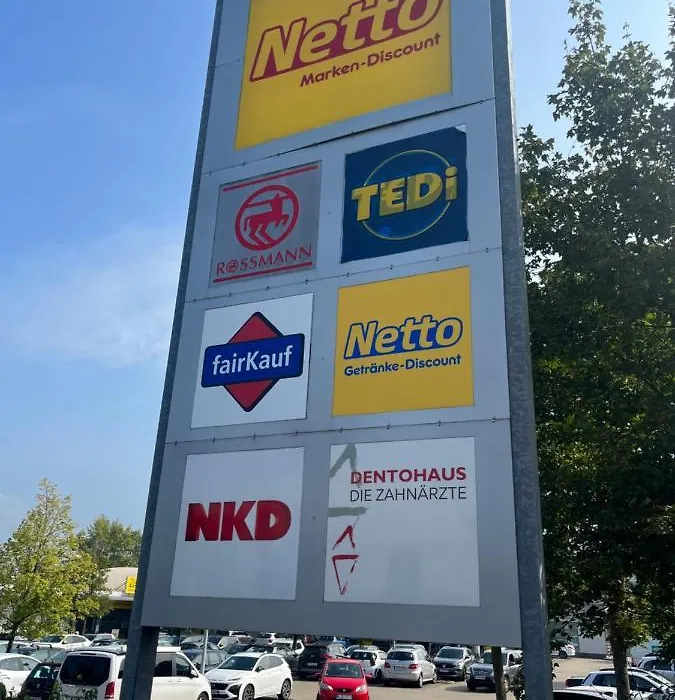 Netto
Marken-Discount
ROSSMANN
TEDi
fairKauf
Netto
Getränke-Discount
NKD
DENTOHAUS
DIE ZAHNÄRZTE